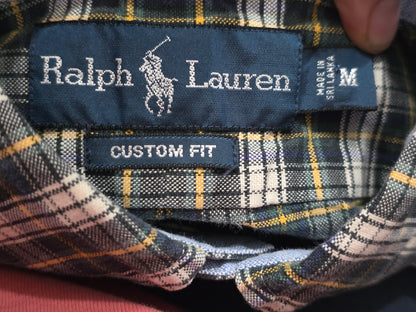 Ralph Lauren
MADE IN
SRI LANKA
M
CUSTOM FIT